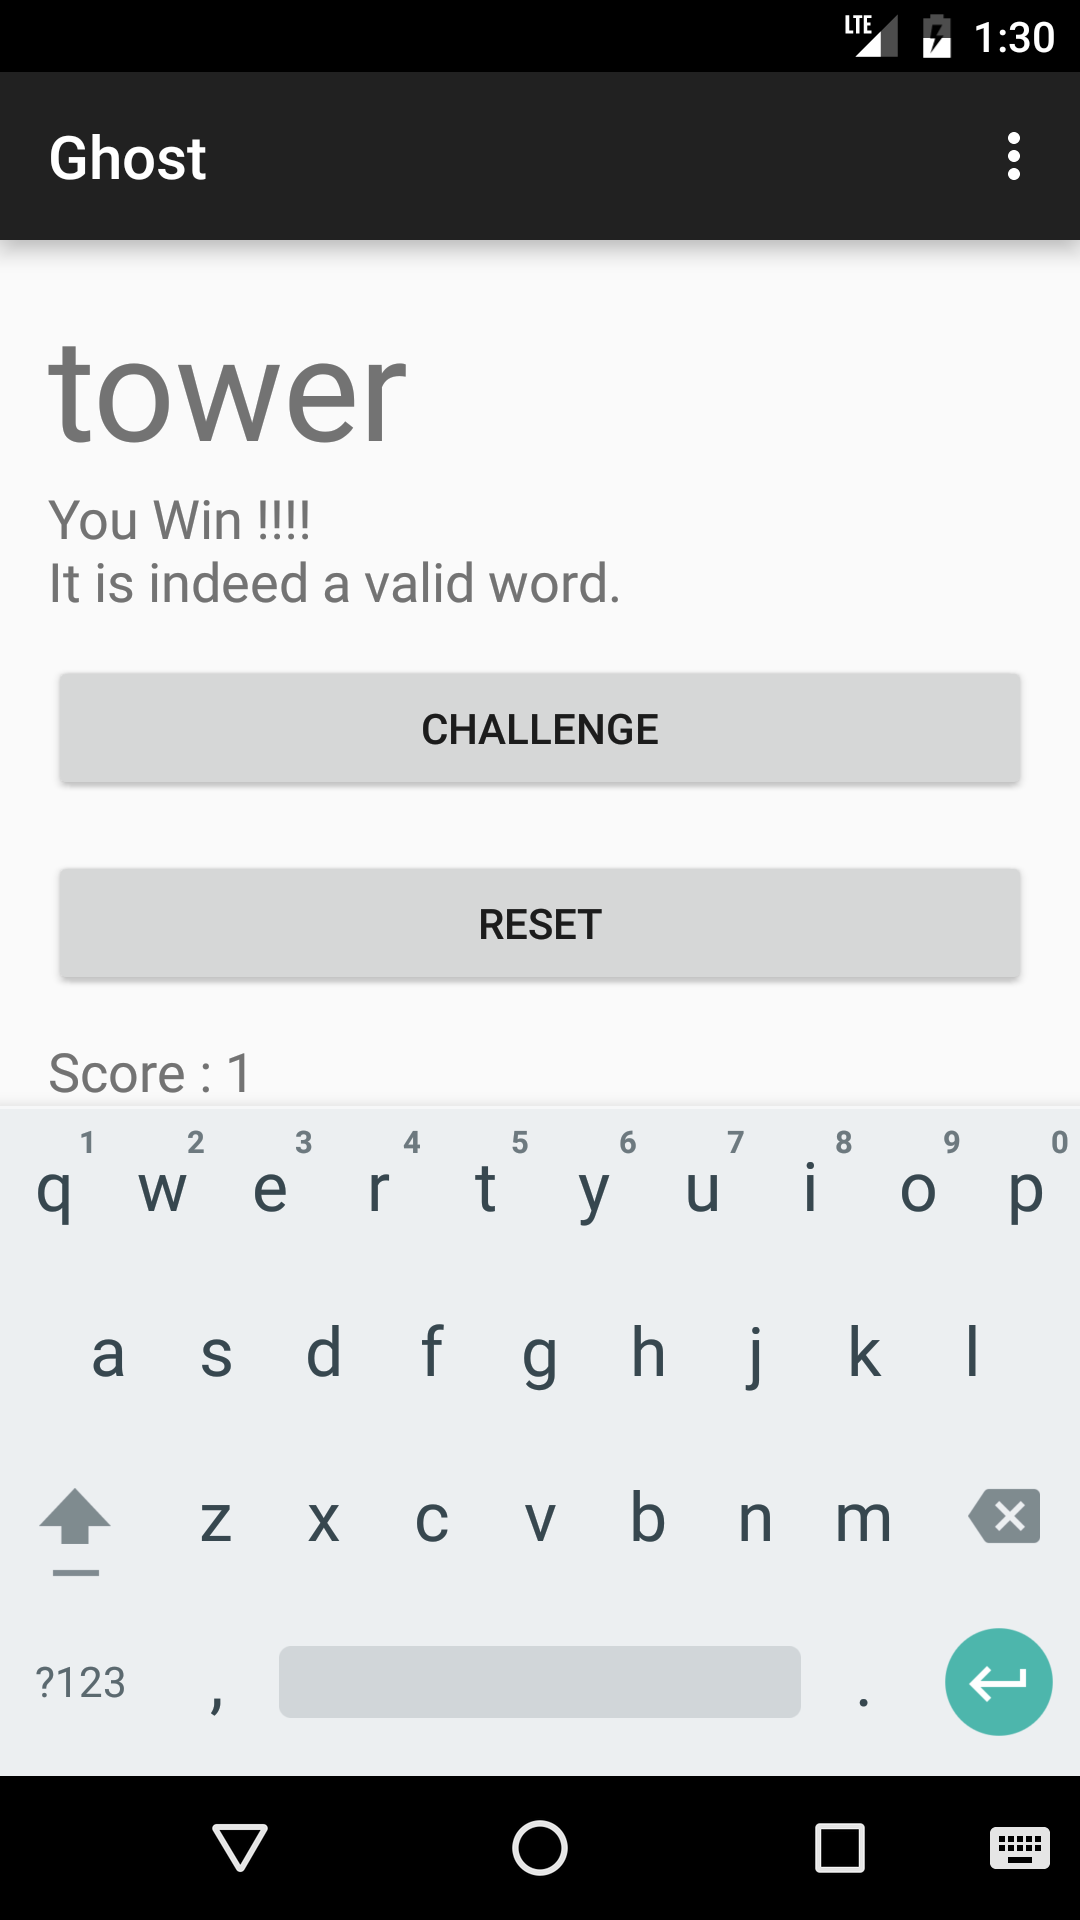 LTE 1:30
Ghost
tower
You Win !!!!
It is indeed a valid word.
CHALLENGE
RESET
Score : 1
1 2 3 4 5 6 7 8 9 0
q w e r t y u i o p
a s d f g h j k l
z x c v b n m
?123 , .